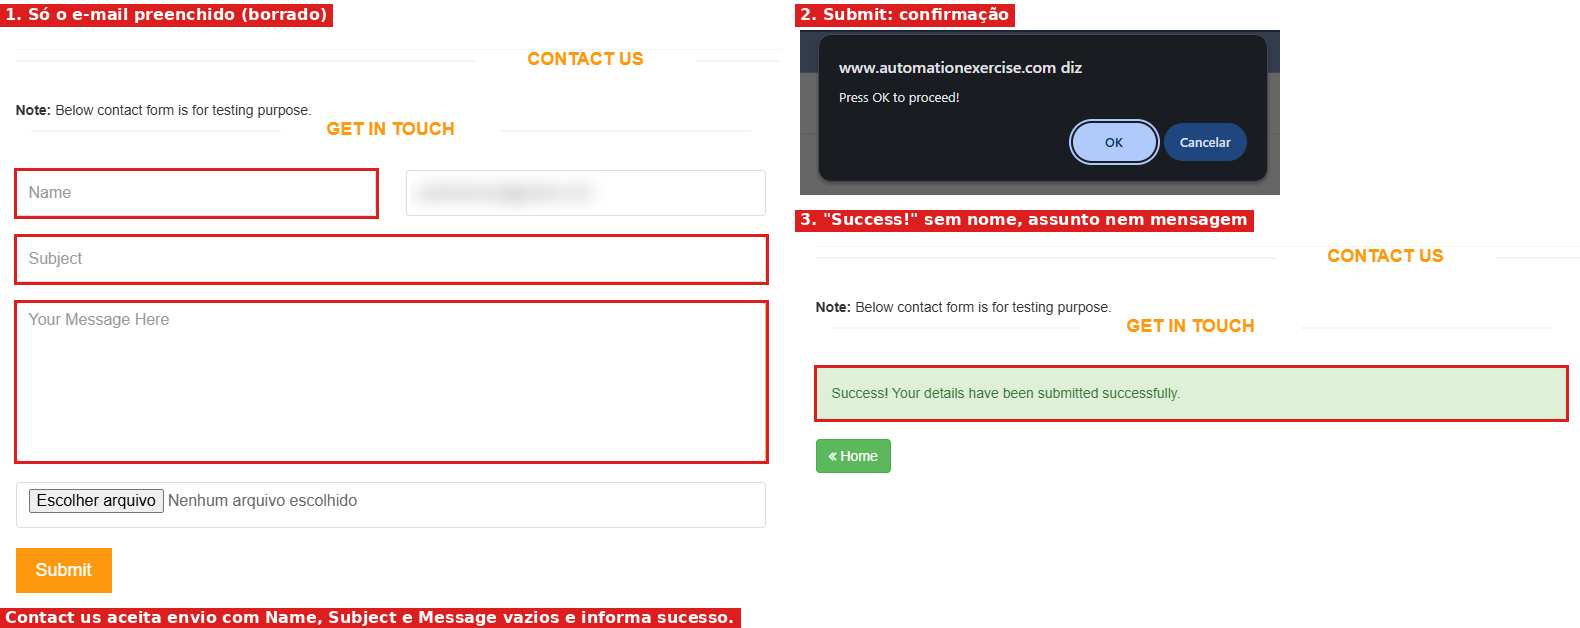 1. Só o e-mail preenchido (borrado)
CONTACT US
Note: Below contact form is for testing purpose.
GET IN TOUCH
Name
Subject
Your Message Here
Escolher arquivo Nenhum arquivo escolhido
Submit
Contact us aceita envio com Name, Subject e Message vazios e informa sucesso.
2. Submit: confirmação
www.automationexercise.com diz
Press OK to proceed!
OK Cancelar
3. "Success!" sem nome, assunto nem mensagem
CONTACT US
Note: Below contact form is for testing purpose.
GET IN TOUCH
Success! Your details have been submitted successfully.
« Home